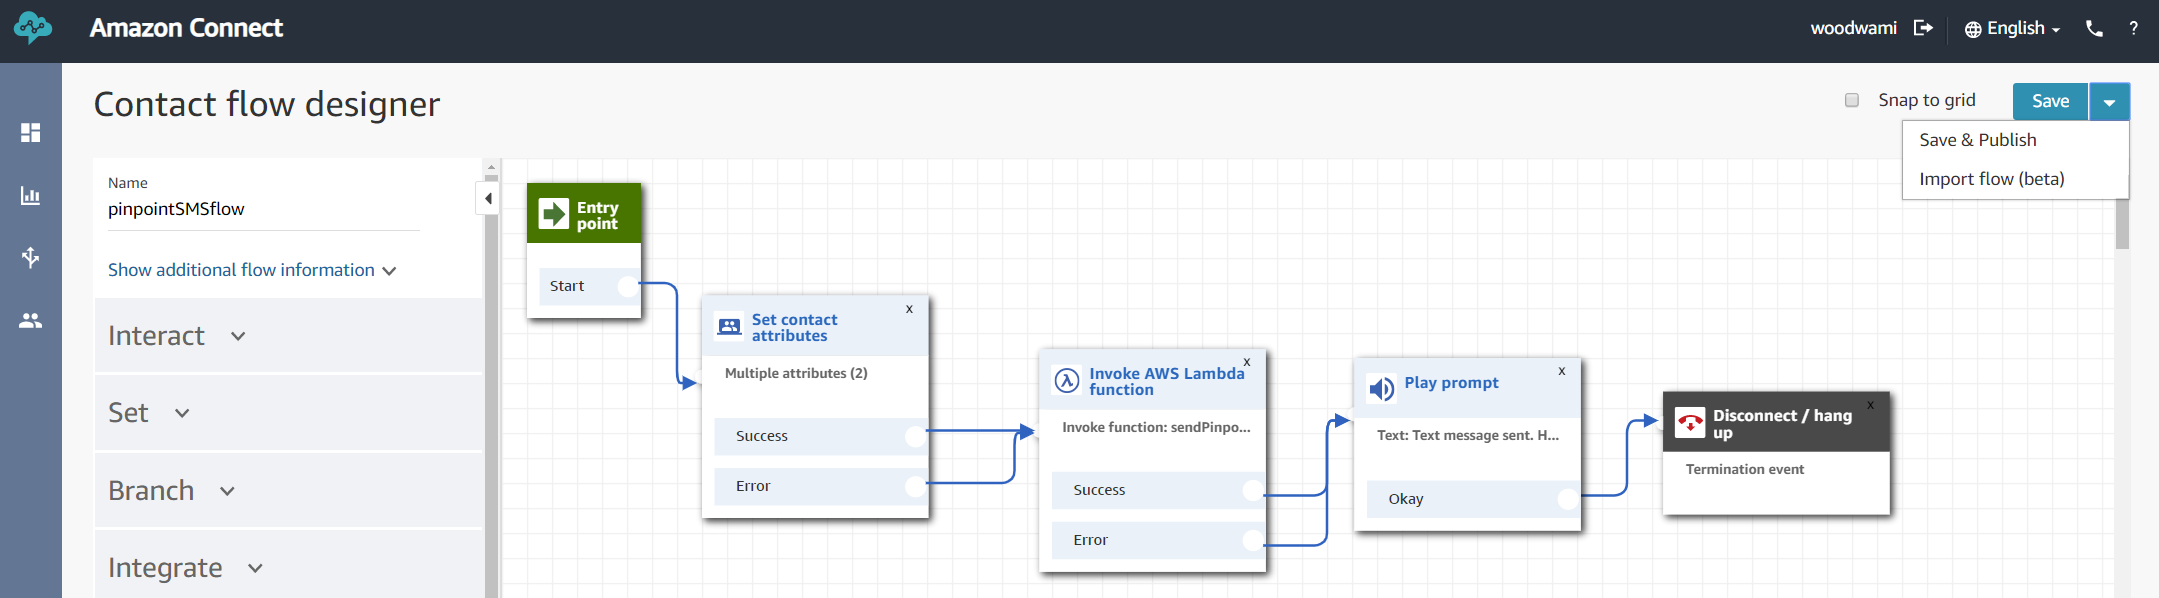 Amazon Connect
woodwami
English
?
Contact flow designer
Snap to grid
Save
Save & Publish
Import flow (beta)
Name
pinpointSMSflow
Show additional flow information
Interact
Set
Branch
Integrate
Entry
point
Start
x
Set contact
attributes
Multiple attributes (2)
Success
Error
x
Invoke AWS Lambda
function
Invoke function: sendPinpo...
Success
Error
x
Play prompt
Text: Text message sent. H...
Okay
x
Disconnect / hang
up
Termination event